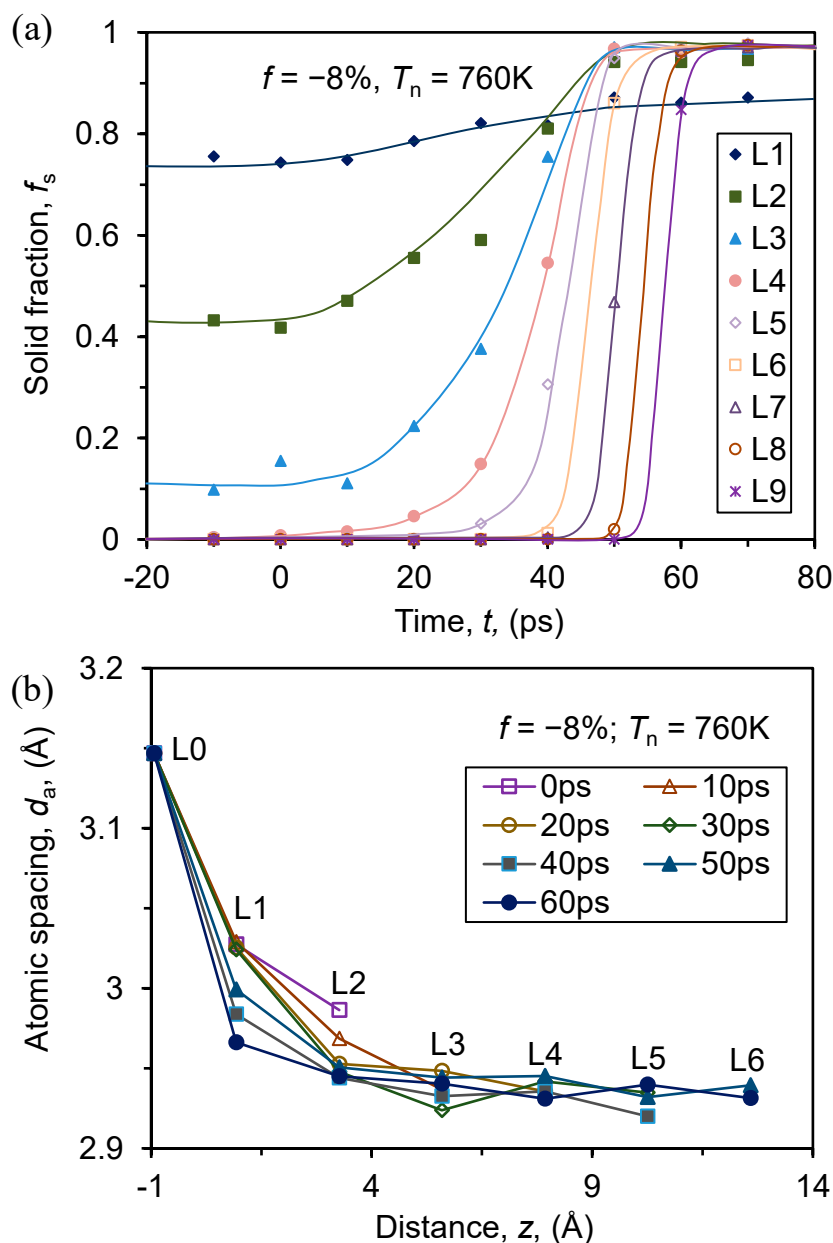 (a)
f = −8%, Tn = 760K
Solid fraction, fs
1
0.8
0.6
0.4
0.2
0
L1
L2
L3
L4
L5
L6
L7
L8
L9
-20 0 20 40 60 80
Time, t, (ps)
(b)
3.2
3.1
3
2.9
Atomic spacing, da, (Å)
f = −8%; Tn = 760K
L0
0ps 10ps
20ps 30ps
40ps 50ps
60ps
L1
L2
L3 L4 L5 L6
-1 4 9 14
Distance, z, (Å)